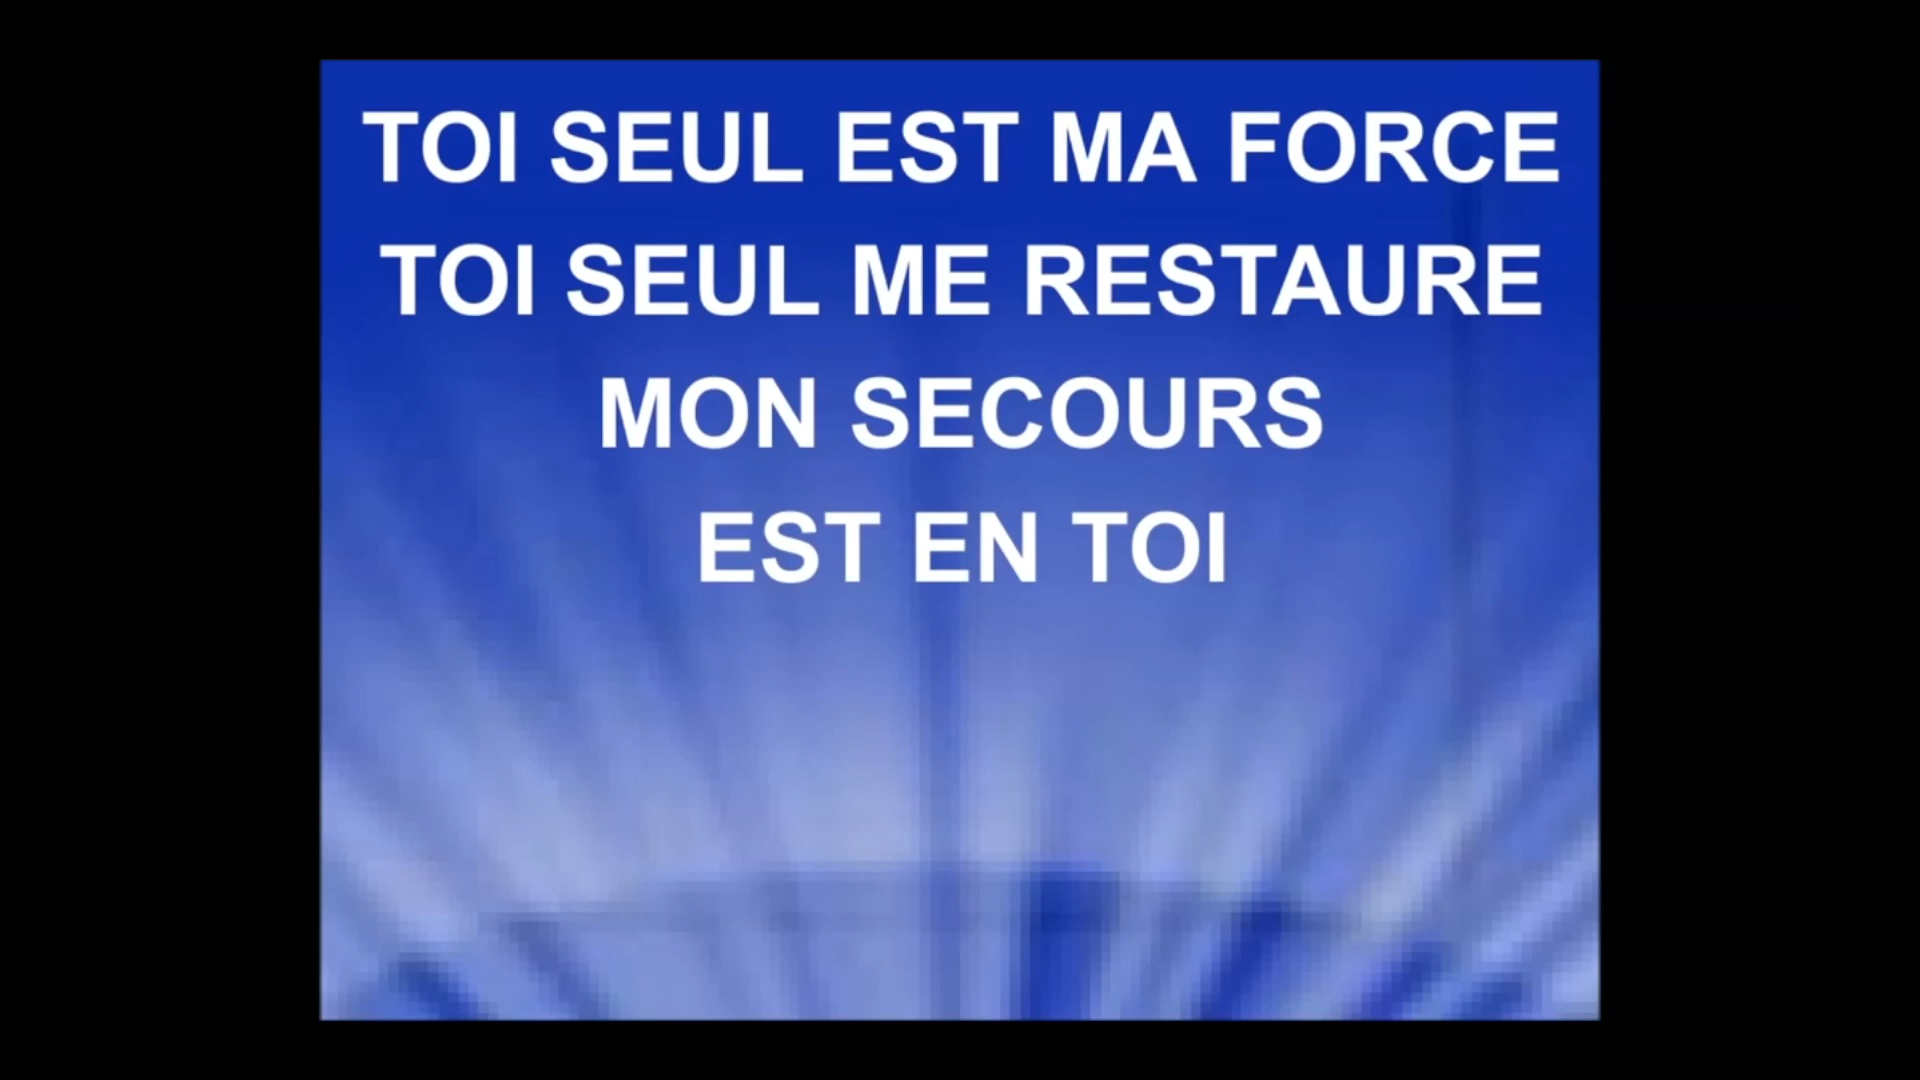 TOI SEUL EST MA FORCE
TOI SEUL ME RESTAURE
MON SECOURS
EST EN TOI